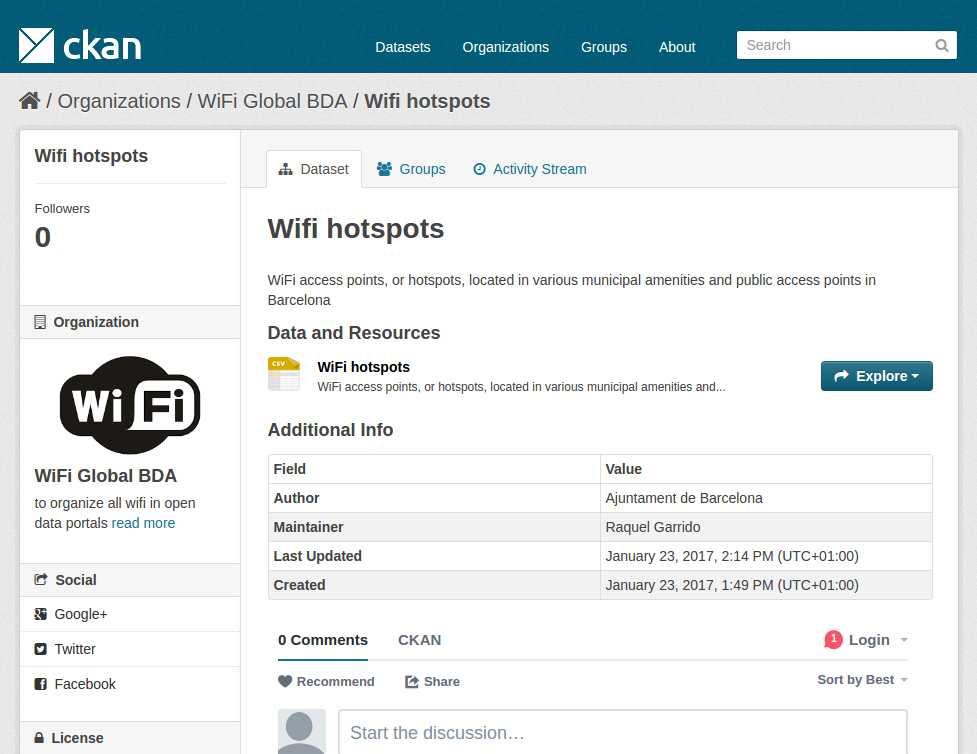 ckan
Datasets Organizations Groups About Search
/ Organizations / WiFi Global BDA / Wifi hotspots
Wifi hotspots
Followers
0
Organization
WiFi
WiFi Global BDA
to organize all wifi in open
data portals read more
Social
Google+
Twitter
Facebook
License
Dataset Groups Activity Stream
Wifi hotspots
WiFi access points, or hotspots, located in various municipal amenities and public access points in
Barcelona
Data and Resources
CSV
WiFi hotspots
WiFi access points, or hotspots, located in various municipal amenities and...
Explore
Additional Info
Field Value
Author Ajuntament de Barcelona
Maintainer Raquel Garrido
Last Updated January 23, 2017, 2:14 PM (UTC+01:00)
Created January 23, 2017, 1:49 PM (UTC+01:00)
0 Comments CKAN 1 Login
Recommend Share Sort by Best
Start the discussion…